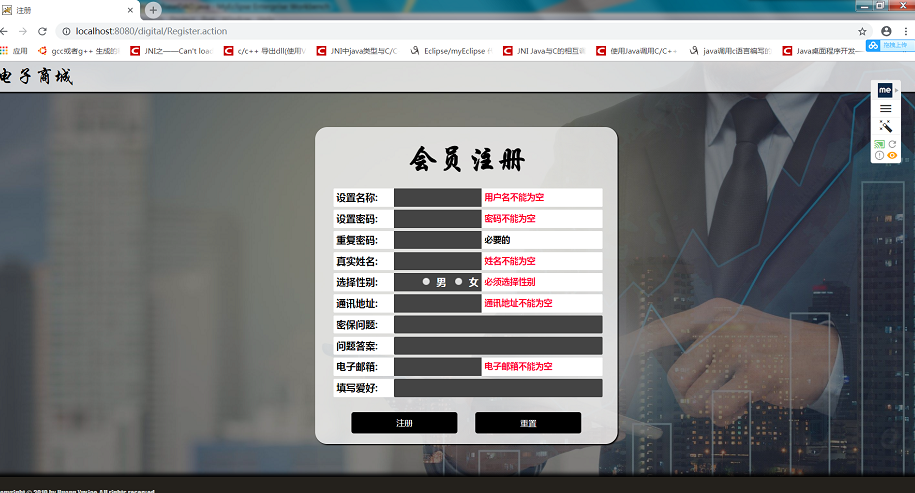 注册
localhost:8080/digital/Register.action
应用 gcc或者g++ 生成的 JNI之——Can't loa c/c++ 导出dll(使用V JNI中java类型与C/C Eclipse/myEclipse JNI Java与C的相互调 使用Java调用C/C++ java调用c语言编写的 Java桌面程序开发—
拖拽上传
电子商城
me
会员注册
设置名称: 用户名不能为空
设置密码: 密码不能为空
重复密码: 必要的
真实姓名: 姓名不能为空
选择性别: 男 女 必须选择性别
通讯地址: 通讯地址不能为空
密保问题:
问题答案:
电子邮箱: 电子邮箱不能为空
填写爱好:
注册 重置